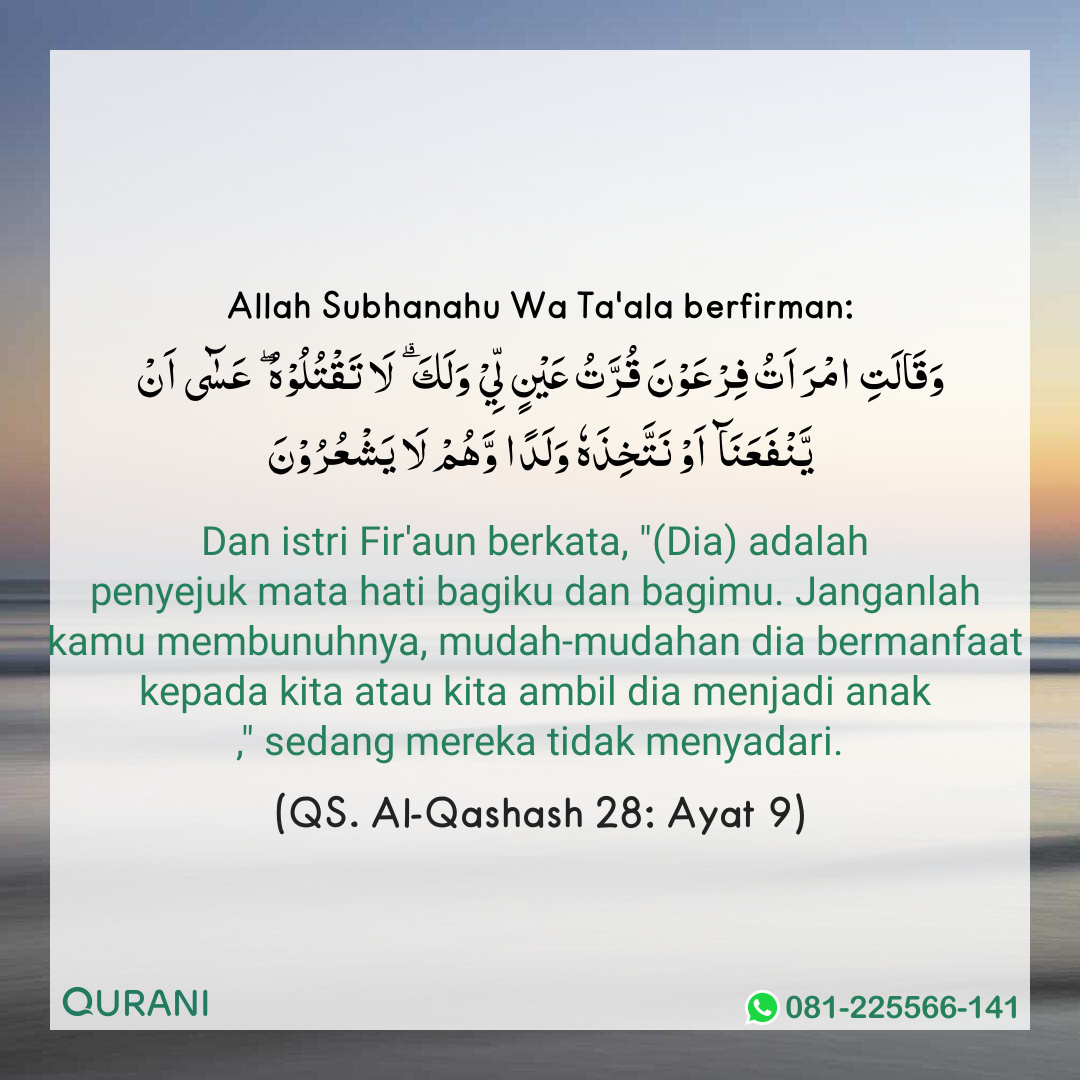 Allah Subhanahu Wa Ta'ala berfirman:
وَقَالَتِ امْرَاَتُ فِرْعَوْنَ قُرَّتُ عَيْنٍ لِّيْ وَلَكَۗ لَا تَقْتُلُوْهُۖ عَسٰٓى اَنْ
يَّنْفَعَنَآ اَوْ نَتَّخِذَهٗ وَلَدًا وَّهُمْ لَا يَشْعُرُوْنَ
Dan istri Fir'aun berkata, "(Dia) adalah
penyejuk mata hati bagiku dan bagimu. Janganlah
kamu membunuhnya, mudah-mudahan dia bermanfaat
kepada kita atau kita ambil dia menjadi anak
," sedang mereka tidak menyadari.
(QS. Al-Qashash 28: Ayat 9)
QURANI
081-225566-141